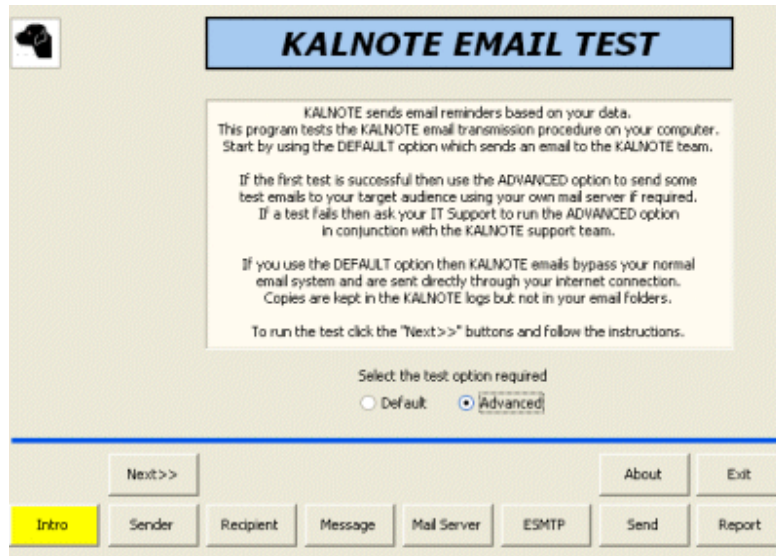 KALNOTE EMAIL TEST
KALNOTE sends email reminders based on your data.
This program tests the KALNOTE email transmission procedure on your computer.
Start by using the DEFAULT option which sends an email to the KALNOTE team.
If the first test is successful then use the ADVANCED option to send some
test emails to your target audience using your own mail server if required.
If a test fails then ask your IT Support to run the ADVANCED option
in conjunction with the KALNOTE support team.
If you use the DEFAULT option then KALNOTE emails bypass your normal
email system and are sent directly through your internet connection.
Copies are kept in the KALNOTE logs but not in your email folders.
To run the test click the "Next>>" buttons and follow the instructions.
Select the test option required
Default Advanced
Next>> About Exit
Intro Sender Recipient Message Mail Server ESMTP Send Report